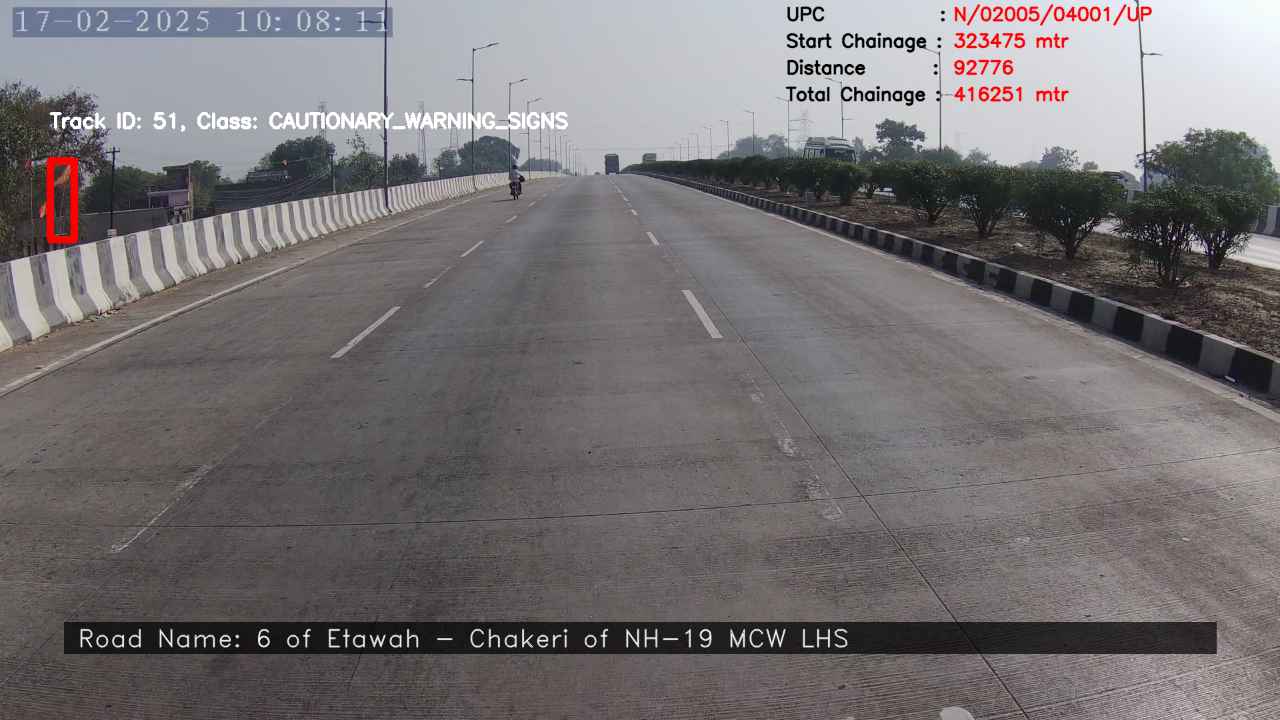 17-02-2025 10:08:11
UPC : N/02005/04001/UP
Start Chainage : 323475 mtr
Distance : 92776
Total Chainage : 416251 mtr
Track ID: 51, Class: CAUTIONARY_WARNING_SIGNS
Road Name: 6 of Etawah - Chakeri of NH-19 MCW LHS